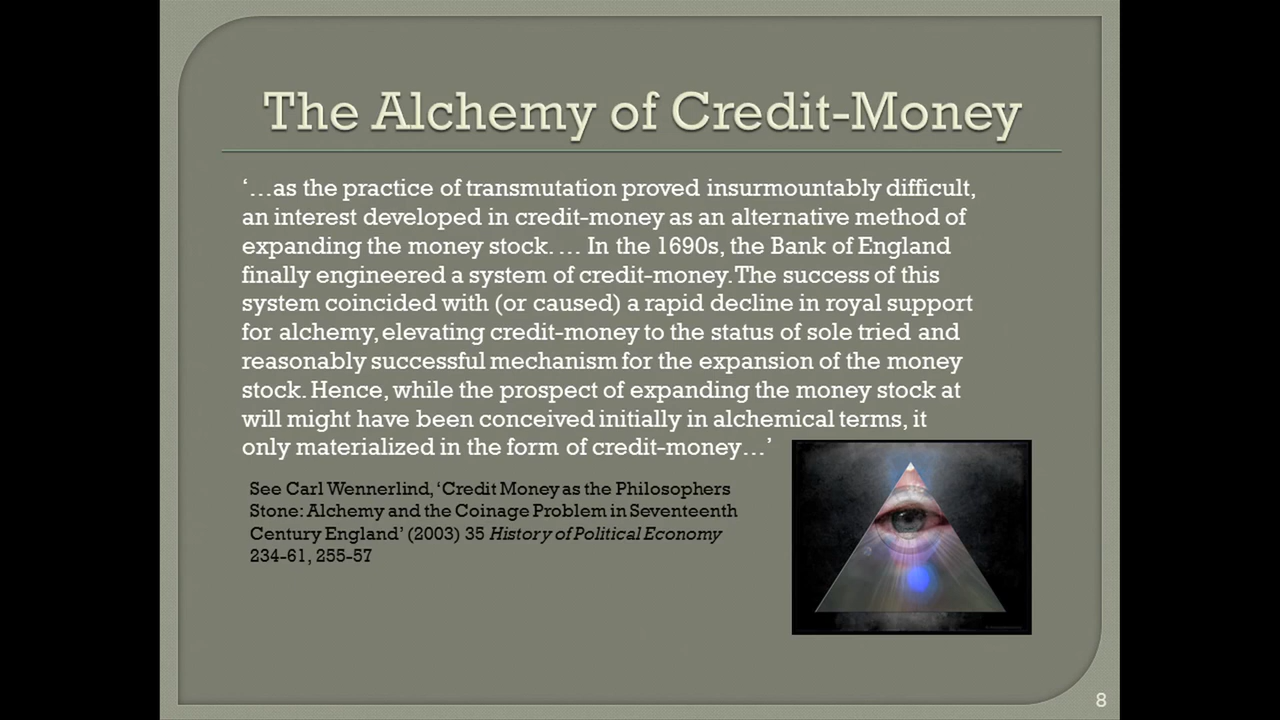 The Alchemy of Credit-Money
‘…as the practice of transmutation proved insurmountably difficult,
an interest developed in credit-money as an alternative method of
expanding the money stock. … In the 1690s, the Bank of England
finally engineered a system of credit-money. The success of this
system coincided with (or caused) a rapid decline in royal support
for alchemy, elevating credit-money to the status of sole tried and
reasonably successful mechanism for the expansion of the money
stock. Hence, while the prospect of expanding the money stock at
will might have been conceived initially in alchemical terms, it
only materialized in the form of credit-money…’
See Carl Wennerlind, ‘Credit Money as the Philosophers
Stone: Alchemy and the Coinage Problem in Seventeenth
Century England’ (2003) 35 History of Political Economy
234-61, 255-57
8